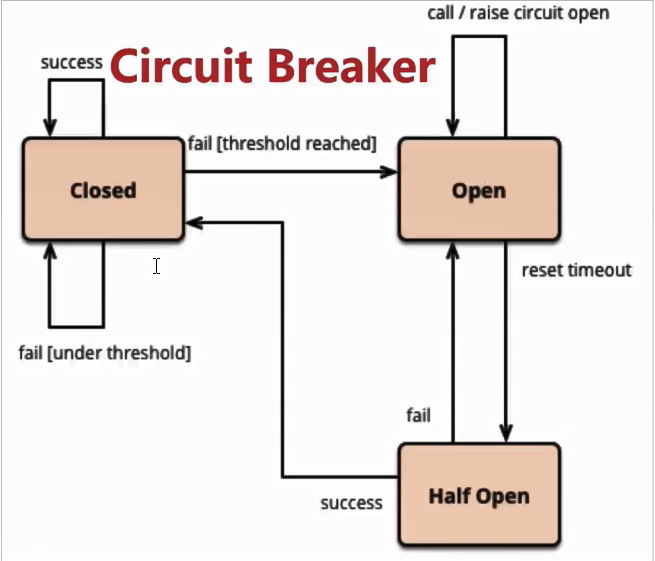 call / raise circuit open
success
Circuit Breaker
fail [threshold reached]
Closed
Open
reset timeout
fail [under threshold]
fail
Half Open
success